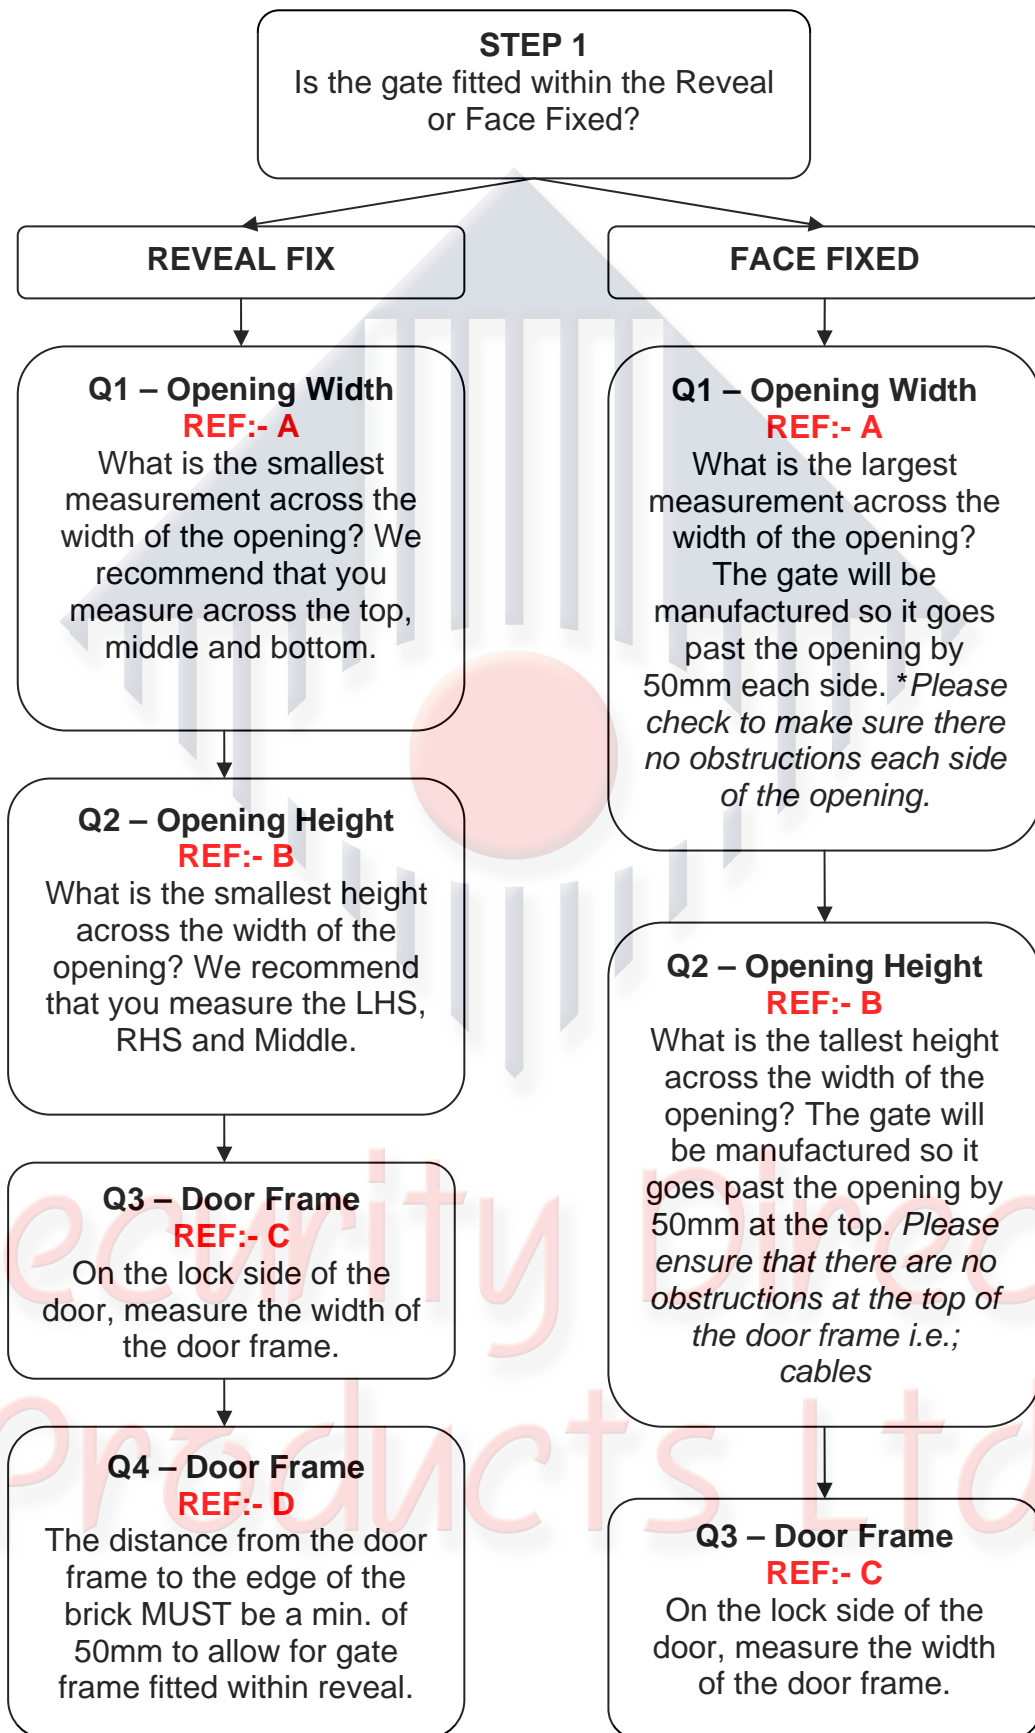 STEP 1
Is the gate fitted within the Reveal
or Face Fixed?
REVEAL FIX
Q1 – Opening Width
REF:- A
What is the smallest
measurement across the
width of the opening? We
recommend that you
measure across the top,
middle and bottom.
Q2 – Opening Height
REF:- B
What is the smallest height
across the width of the
opening? We recommend
that you measure the LHS,
RHS and Middle.
Q3 – Door Frame
REF:- C
On the lock side of the
door, measure the width of
the door frame.
Q4 – Door Frame
REF:- D
The distance from the door
frame to the edge of the
brick MUST be a min. of
50mm to allow for gate
frame fitted within reveal.
FACE FIXED
Q1 – Opening Width
REF:- A
What is the largest
measurement across the
width of the opening?
The gate will be
manufactured so it goes
past the opening by
50mm each side. *Please
check to make sure there
no obstructions each side
of the opening.
Q2 – Opening Height
REF:- B
What is the tallest height
across the width of the
opening? The gate will
be manufactured so it
goes past the opening by
50mm at the top. Please
ensure that there are no
obstructions at the top of
the door frame i.e.;
cables
Q3 – Door Frame
REF:- C
On the lock side of the
door, measure the width
of the door frame.
ecurity Direc
Products Ltd